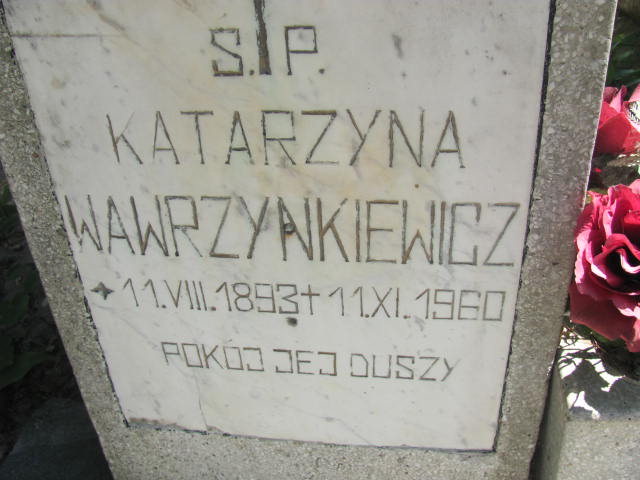 S.P.
KATARZYNA
WAWRZYNKIEWICZ
11.VIII.1893 † 11.XI.1960
POKÓJ JEJ DUSZY